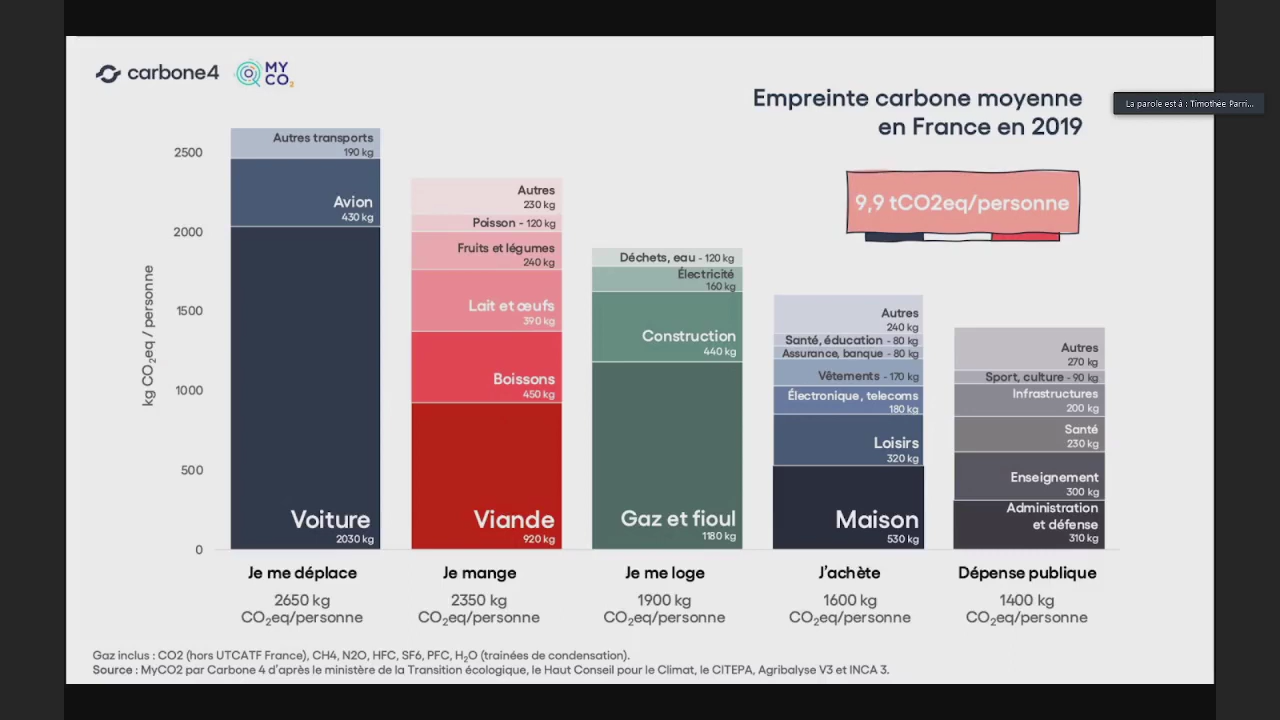 carbone4
MY
CO2
Empreinte carbone moyenne
en France en 2019
La parole est à : Timothée Parri...
9,9 tCO2eq/personne
kg CO₂eq / personne
2500
2000
1500
1000
500
0
Autres transports
190 kg
Avion
430 kg
Voiture
2030 kg
Autres
230 kg
Poisson - 120 kg
Fruits et légumes
240 kg
Lait et œufs
390 kg
Boissons
450 kg
Viande
920 kg
Déchets, eau - 120 kg
Électricité
160 kg
Construction
440 kg
Gaz et fioul
1180 kg
Autres
240 kg
Santé, éducation - 80 kg
Assurance, banque - 80 kg
Vêtements - 170 kg
Électronique, telecoms
180 kg
Loisirs
320 kg
Maison
530 kg
Autres
270 kg
Sport, culture - 90 kg
Infrastructures
200 kg
Santé
230 kg
Enseignement
300 kg
Administration
et défense
310 kg
Je me déplace
2650 kg
CO₂eq/personne
Je mange
2350 kg
CO₂eq/personne
Je me loge
1900 kg
CO₂eq/personne
J'achète
1600 kg
CO₂eq/personne
Dépense publique
1400 kg
CO₂eq/personne
Gaz inclus : CO2 (hors UTCATF France), CH4, N2O, HFC, SF6, PFC, H₂O (trainées de condensation).
Source : MyCO2 par Carbone 4 d'après le ministère de la Transition écologique, le Haut Conseil pour le Climat, le CITEPA, Agribalyse V3 et INCA 3.